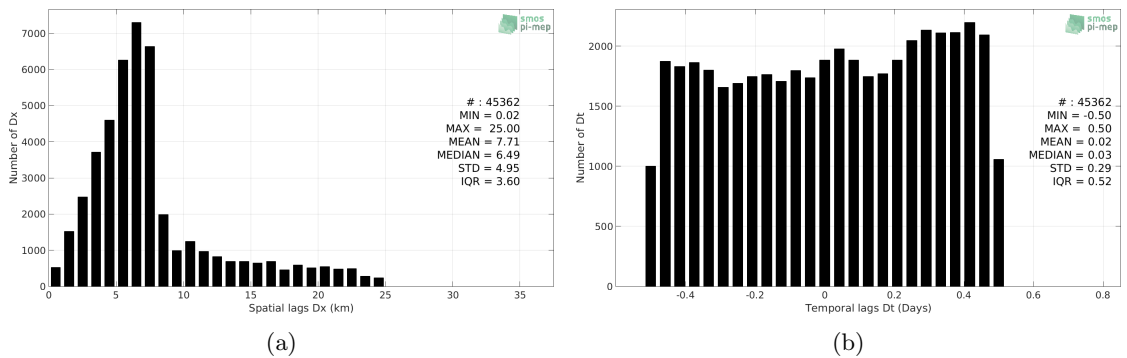 smos
pi-mep
7000
6000
5000
4000
3000
2000
1000
0
Number of Dx
# : 45362
MIN = 0.02
MAX = 25.00
MEAN = 7.71
MEDIAN = 6.49
STD = 4.95
IQR = 3.60
0 5 10 15 20 25 30 35
Spatial lags Dx (km)
(a)
smos
pi-mep
2000
1500
1000
500
0
Number of Dt
# : 45362
MIN = -0.50
MAX = 0.50
MEAN = 0.02
MEDIAN = 0.03
STD = 0.29
IQR = 0.52
-0.4 -0.2 0 0.2 0.4 0.6 0.8
Temporal lags Dt (Days)
(b)